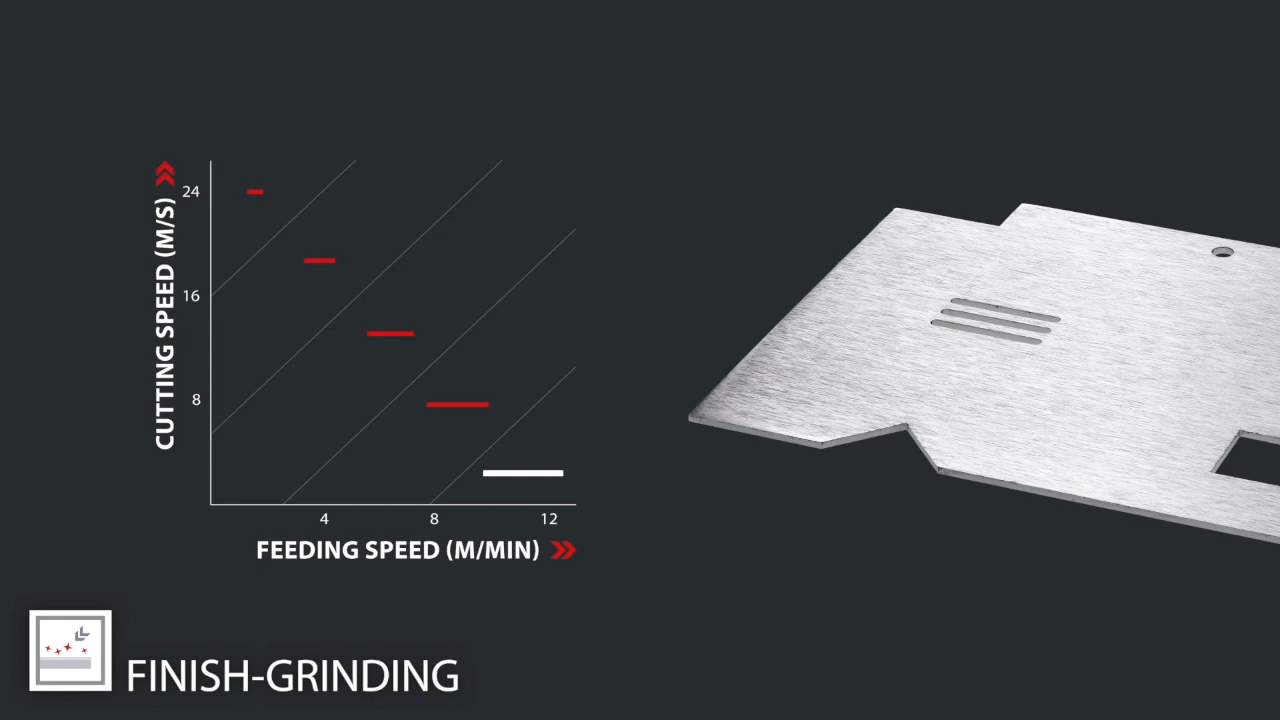 CUTTING SPEED (M/S)
24
16
8
4 8 12
FEEDING SPEED (M/MIN)
FINISH-GRINDING